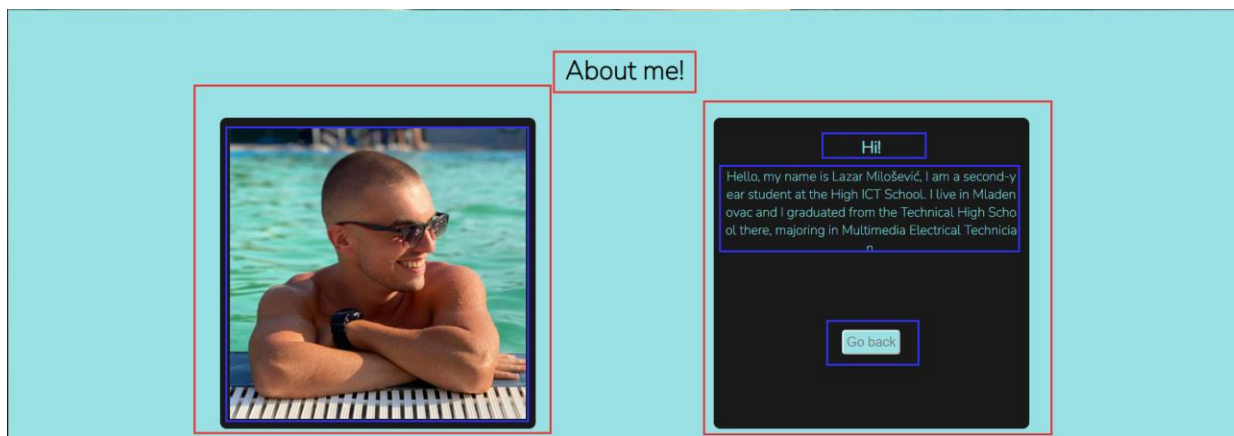 About me!
Hi!
Hello, my name is Lazar Milošević, I am a second-y
ear student at the High ICT School. I live in Mladen
ovac and I graduated from the Technical High Scho
ol there, majoring in Multimedia Electrical Technicia
n
Go back